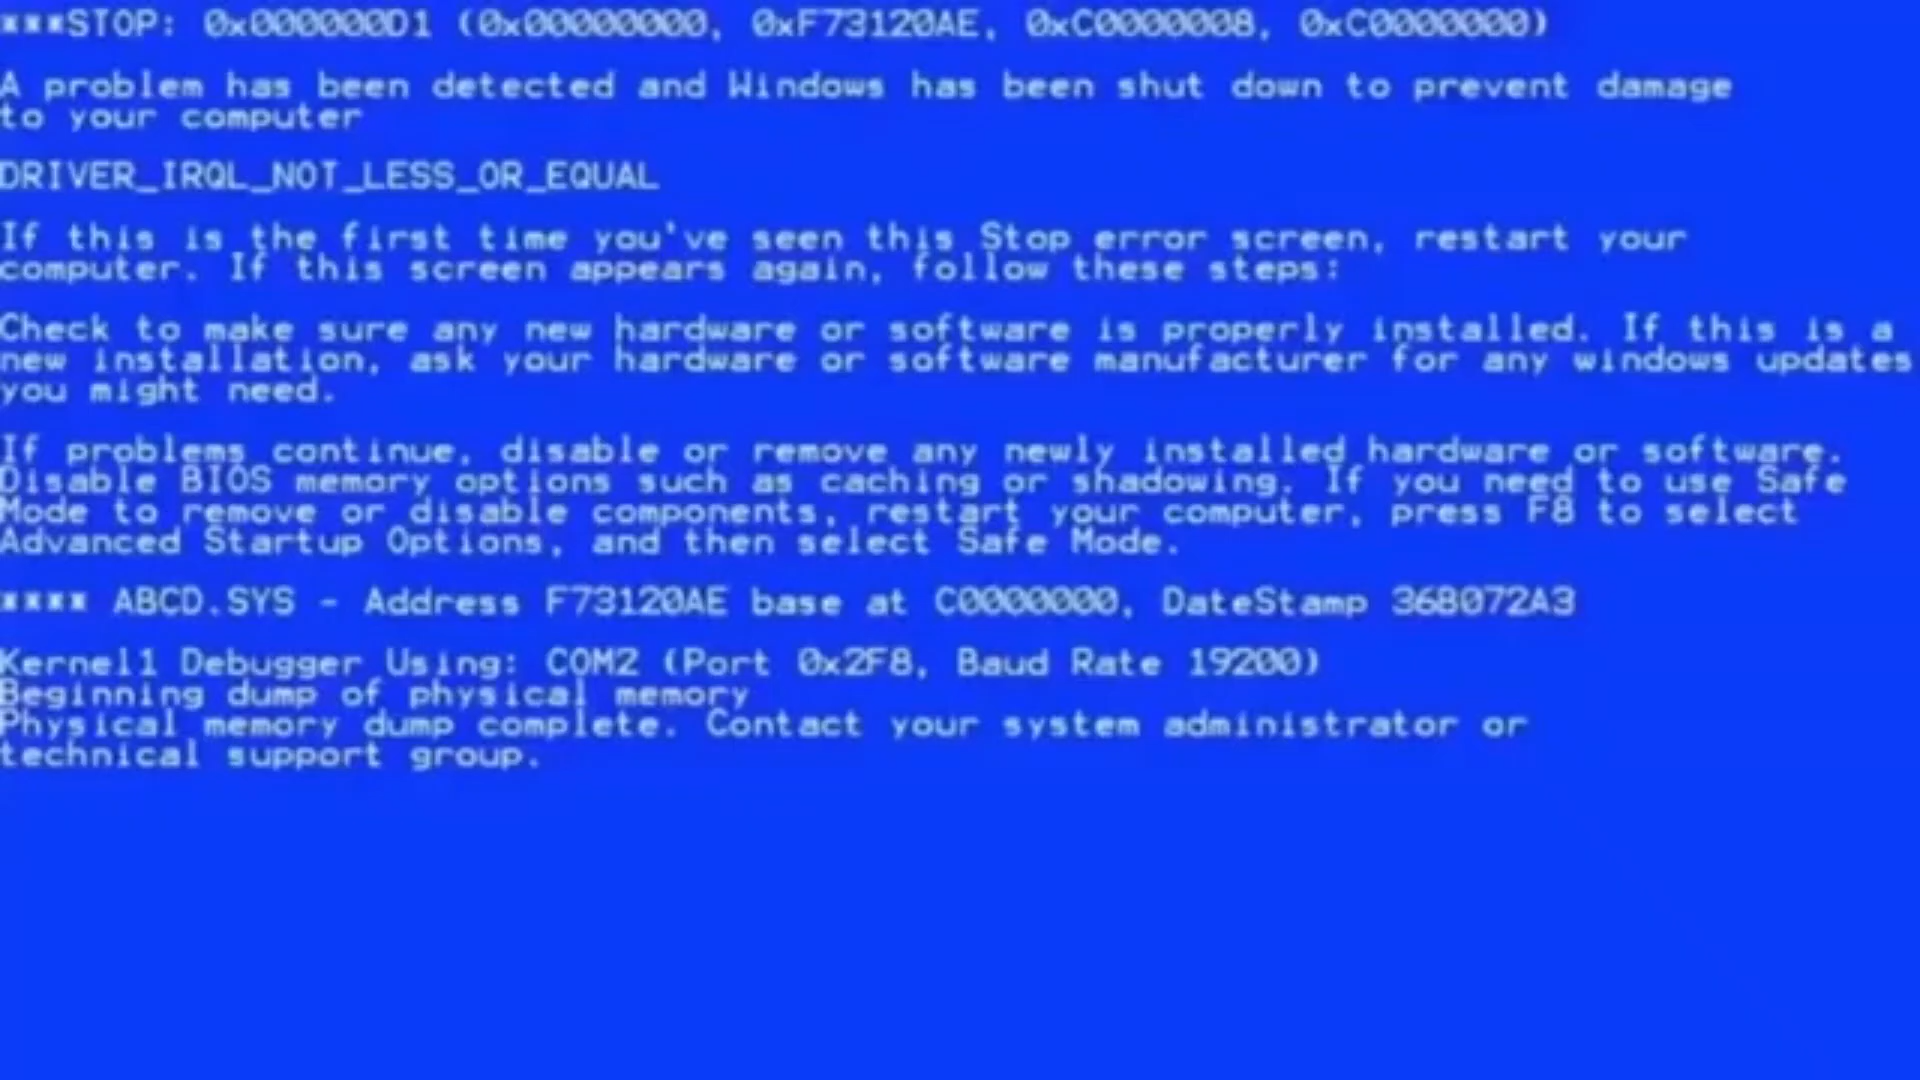 ***STOP: 0x000000D1 (0x00000000, 0xF73120AE, 0xC0000008, 0xC0000000)
A problem has been detected and Windows has been shut down to prevent damage
to your computer
DRIVER_IRQL_NOT_LESS_OR_EQUAL
If this is the first time you've seen this Stop error screen, restart your
computer. If this screen appears again, follow these steps:
Check to make sure any new hardware or software is properly installed. If this is a
new installation, ask your hardware or software manufacturer for any windows updates
you might need.
If problems continue, disable or remove any newly installed hardware or software.
Disable BIOS memory options such as caching or shadowing. If you need to use Safe
Mode to remove or disable components, restart your computer, press F8 to select
Advanced Startup Options, and then select Safe Mode.
**** ABCD.SYS - Address F73120AE base at C0000000, DateStamp 36B072A3
Kernel1 Debugger Using: COM2 (Port 0x2F8, Baud Rate 19200)
Beginning dump of physical memory
Physical memory dump complete. Contact your system administrator or
technical support group.